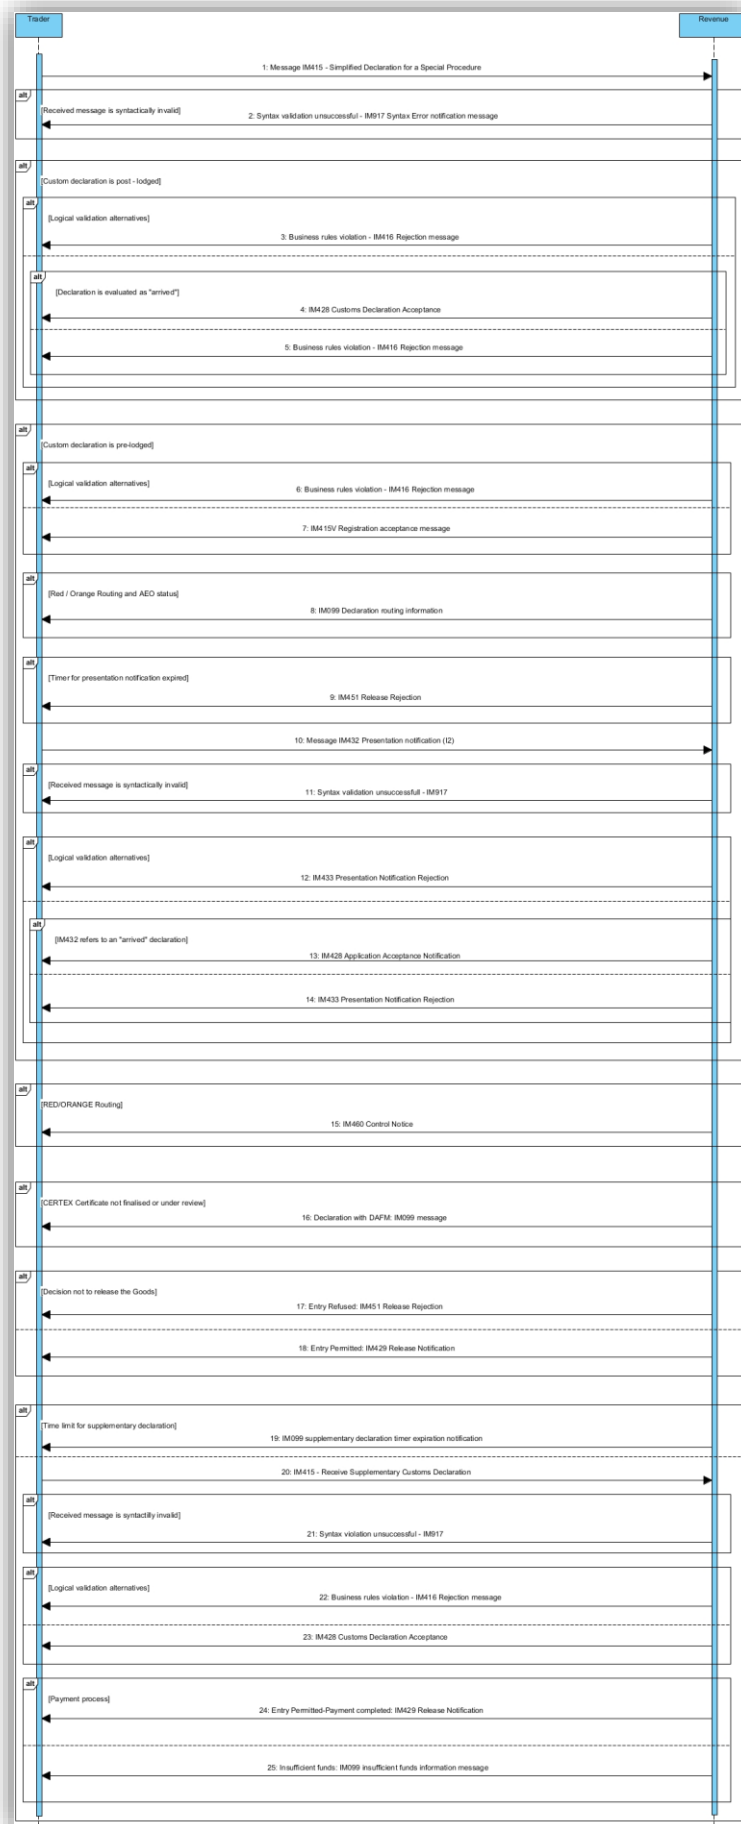 Trader
Revenue
1: Message IM415 - Simplified Declaration for a Special Procedure
alt
[Received message is syntactically invalid]
2: Syntax validation unsuccessful - IM917 Syntax Error notification message
alt
[Custom declaration is post - lodged]
alt
[Logical validation alternatives]
3: Business rules violation - IM416 Rejection message
alt
[Declaration is evaluated as "arrived"]
4: IM428 Customs Declaration Acceptance
5: Business rules violation - IM416 Rejection message
alt
[Custom declaration is pre-lodged]
alt
[Logical validation alternatives]
6: Business rules violation - IM416 Rejection message
7: IM415V Registration acceptance message
alt
[Red / Orange Routing and AEO status]
8: IM099 Declaration routing information
alt
[Timer for presentation notification expired]
9: IM451 Release Rejection
10: Message IM432 Presentation notification (I2)
alt
[Received message is syntactically invalid]
11: Syntax validation unsuccessfull - IM917
alt
[Logical validation alternatives]
12: IM433 Presentation Notification Rejection
alt
[IM432 refers to an "arrived" declaration]
13: IM428 Application Acceptance Notification
14: IM433 Presentation Notification Rejection
alt
[RED/ORANGE Routing]
15: IM460 Control Notice
alt
[CERTEX Certificate not finalised or under review]
16: Declaration with DAFM: IM099 message
alt
[Decision not to release the Goods]
17: Entry Refused: IM451 Release Rejection
18: Entry Permitted: IM429 Release Notification
alt
[Time limit for supplementary declaration]
19: IM099 supplementary declaration timer expiration notification
20: IM415 - Receive Supplementary Customs Declaration
alt
[Received message is syntactilly invalid]
21: Syntax violation unsuccessful - IM917
alt
[Logical validation alternatives]
22: Business rules violation - IM416 Rejection message
23: IM428 Customs Declaration Acceptance
alt
[Payment process]
24: Entry Permitted-Payment completed: IM429 Release Notification
25: Insufficient funds: IM099 insufficient funds information message